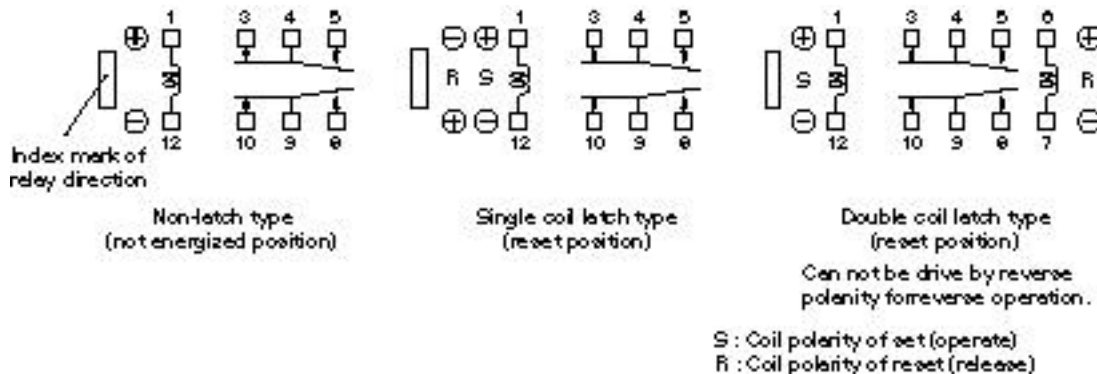 1 3 4 5
12 10 9 8
Index mark of
relay direction
Non-latch type
(not energized position)
1 3 4 5
R S
12 10 9 8
Single coil latch type
(reset position)
1 3 4 5 6
S R
12 10 9 8 7
Double coil latch type
(reset position)
Can not be drive by reverse
polanity forreverse operation.
S : Coil polarity of set (operate)
R : Coil polarity of reset (release)